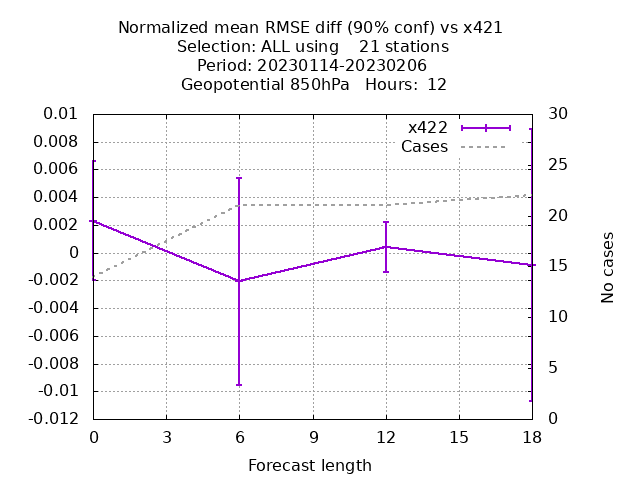 Normalized mean RMSE diff (90% conf) vs x421
Selection: ALL using    21 stations
Period: 20230114-20230206
Geopotential 850hPa   Hours:  12
x422
Cases
0.01
0.008
0.006
0.004
0.002
0
-0.002
-0.004
-0.006
-0.008
-0.01
-0.012
30
25
20
15
10
5
0
No cases
0 3 6 9 12 15 18
Forecast length